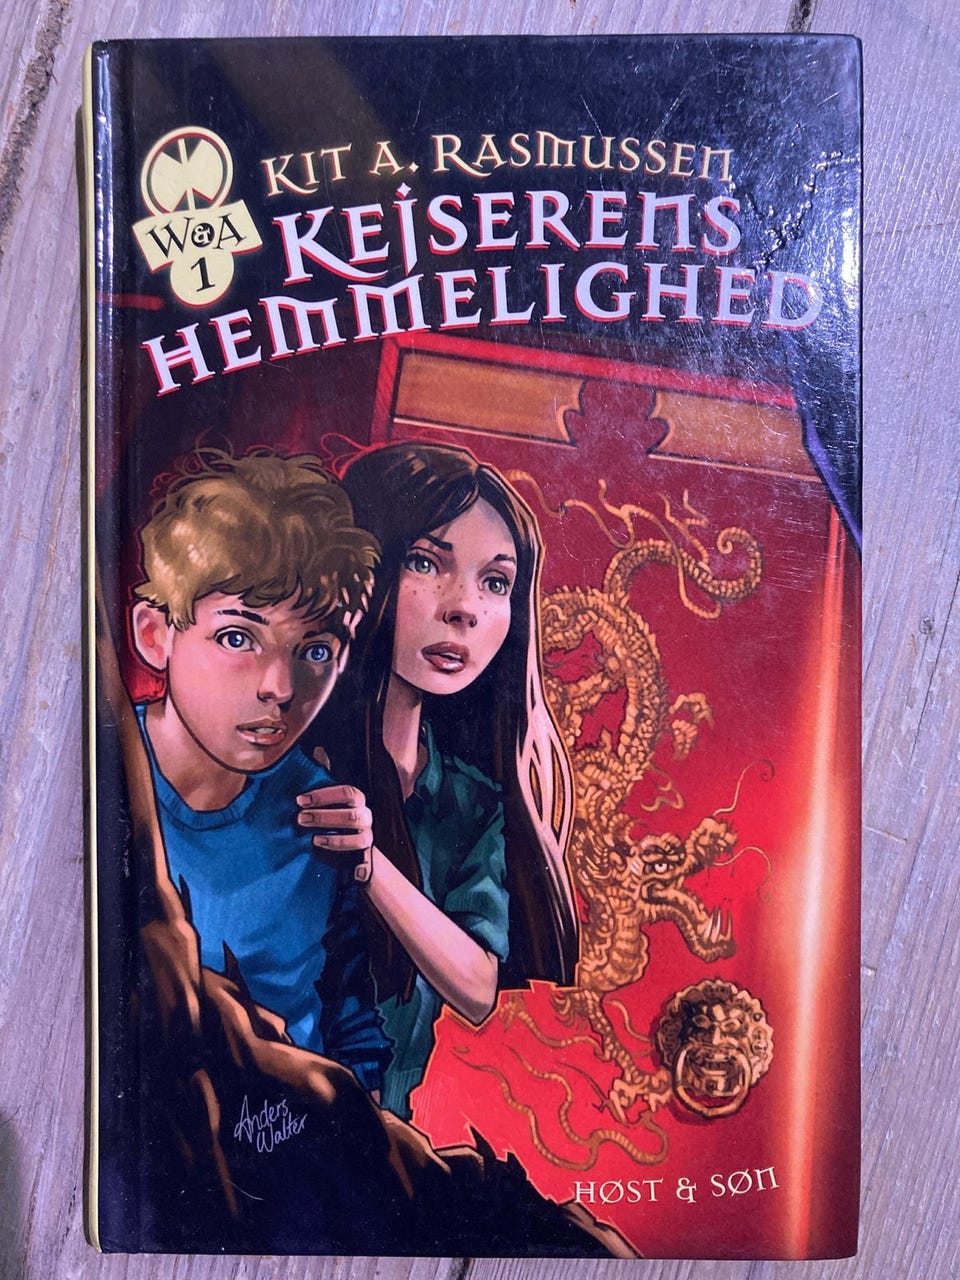 KIT A. RASMUSSEN
KEJSERENS
HEMMELIGHED
W&A
1
Anders
Walter
HØST & SØN